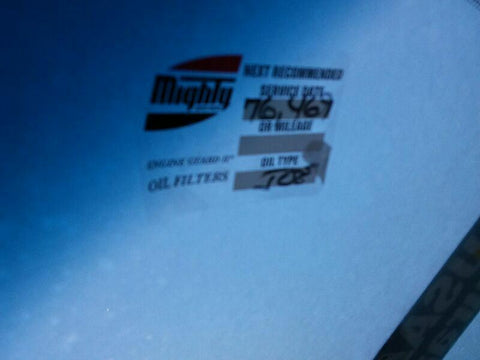 Mighty
NEXT RECOMMENDED
SERVICE DATE
76,467
OR MILEAGE
ENGINE GUARD II
OIL FILTERS
OIL TYPE